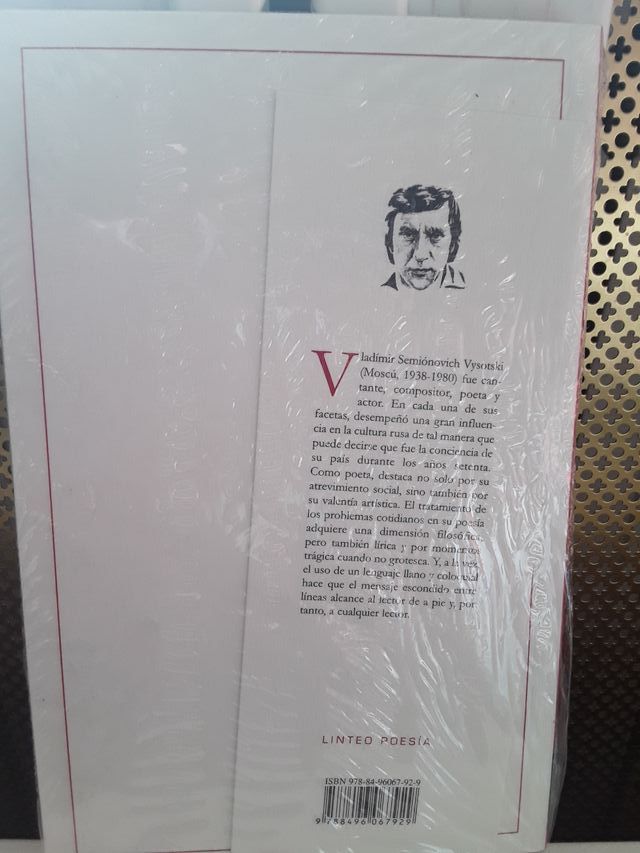 Vladímir Semiónovich Vysotski
(Moscú, 1938-1980) fue can-
tante, compositor, poeta y
actor. En cada una de sus
facetas, desempeñó una gran influen-
cia en la cultura rusa de tal manera que
puede decirse que fue la conciencia de
su país durante los años setenta.
Como poeta, destaca no solo por su
atrevimiento social, sino también por
su valentía artística. El tratamiento de
los problemas cotidianos en su poesía
adquiere una dimensión filosófica,
pero también lírica y por momentos
trágica cuando no grotesca. Y, a la vez,
el uso de un lenguaje llano y coloquial
hace que el mensaje escondido entre
líneas alcance al lector de a pie y, por
tanto, a cualquier lector.
LINTEO POESÍA
ISBN 978-84-96067-92-9
9 788496 067929